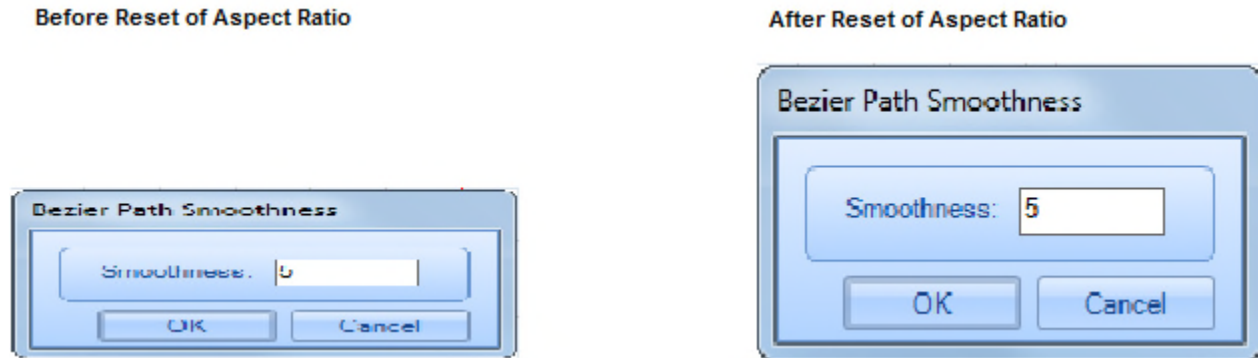 Before Reset of Aspect Ratio
Bezier Path Smoothness
Smoothness: 5
OK
Cancel
After Reset of Aspect Ratio
Bezier Path Smoothness
Smoothness: 5
OK
Cancel